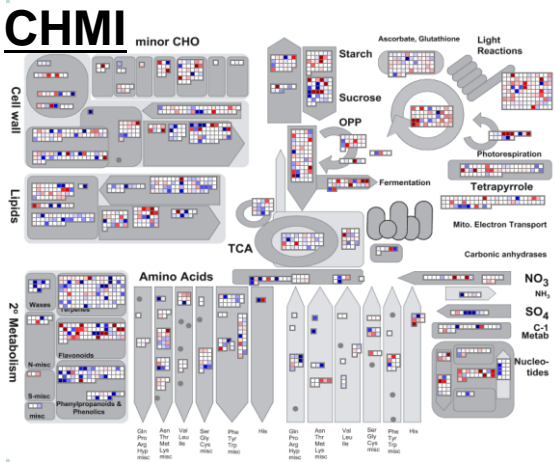 CHMI
minor CHO
Cell wall
Lipids
2º Metabolism
Starch
Sucrose
OPP
Fermentation
TCA
Ascorbate, Glutathione
Light
Reactions
Photorespiration
Tetrapyrrole
Mito. Electron Transport
Carbonic anhydrases
Amino Acids
NO3
NH3
SO4
C-1
Metab
Nucleo-
tides
Waxes
Terpenes
Flavonoids
N-misc
S-misc
Phenylpropanoids &
Phenolics
misc
Gln
Pro
Arg
Hyp
misc
Asn
Thr
Met
Lys
misc
Val
Leu
Ile
Ser
Gly
Cys
misc
Phe
Tyr
Trp
misc
His
Gln
Pro
Arg
Hyp
misc
Asn
Thr
Met
Lys
misc
Val
Leu
Ile
Ser
Gly
Cys
misc
Phe
Tyr
Trp
misc
His